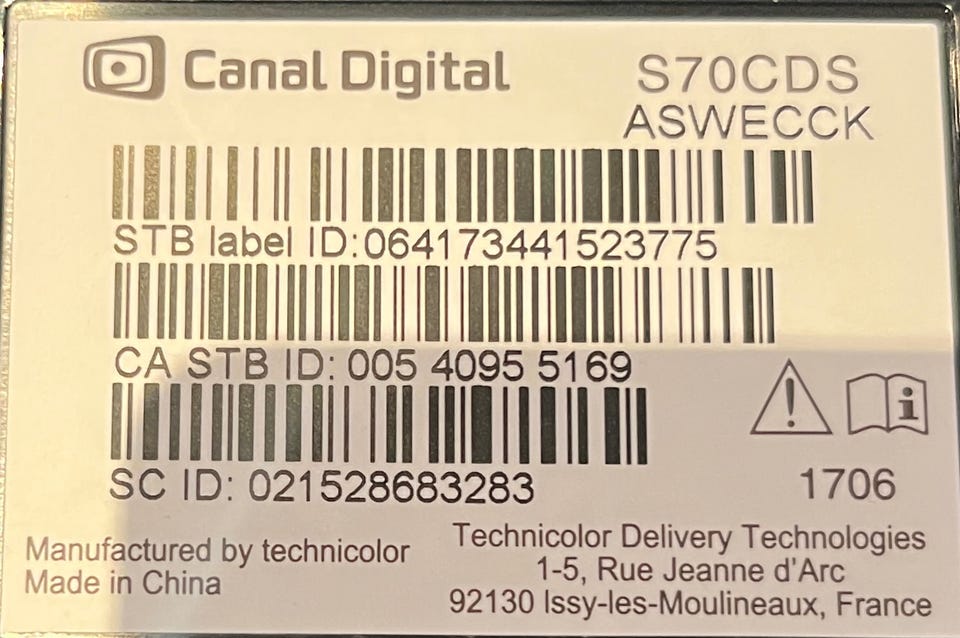 Canal Digital
S70CDS
ASWECCK
STB label ID:064173441523775
CA STB ID: 005 4095 5169
SC ID: 021528683283
1706
Manufactured by technicolor
Made in China
Technicolor Delivery Technologies
1-5, Rue Jeanne d'Arc
92130 Issy-les-Moulineaux, France